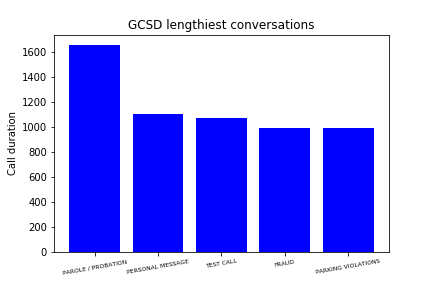 GCSD lengthiest conversations
Call duration
1600
1400
1200
1000
800
600
400
200
0
PAROLE / PROBATION
PERSONAL MESSAGE
TEST CALL
FRAUD
PARKING VIOLATIONS